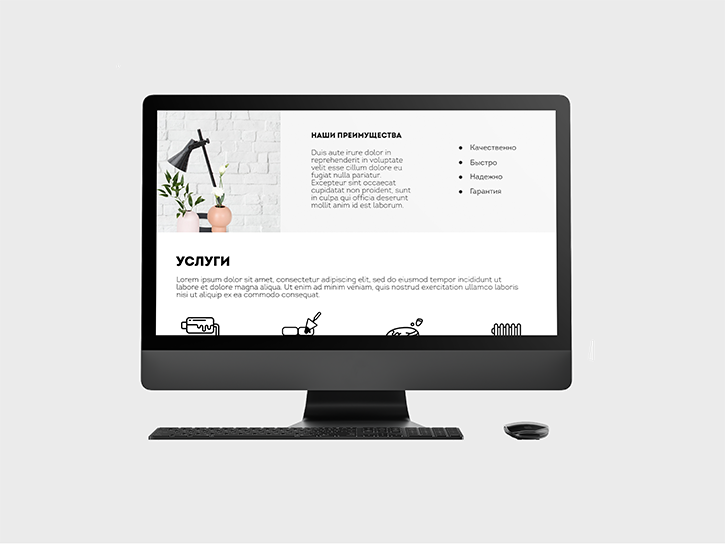 НАШИ ПРЕИМУЩЕСТВА
Duis aute irure dolor in
reprehenderit in voluptate
velit esse cillum dolore eu
fugiat nulla pariatur.
Excepteur sint occaecat
cupidatat non proident, sunt
in culpa qui officia deserunt
mollit anim id est laborum.
Качественно
Быстро
Надежно
Гарантия
УСЛУГИ
Lorem ipsum dolor sit amet, consectetur adipiscing elit, sed do eiusmod tempor incididunt ut
labore et dolore magna aliqua. Ut enim ad minim veniam, quis nostrud exercitation ullamco laboris
nisi ut aliquip ex ea commodo consequat.